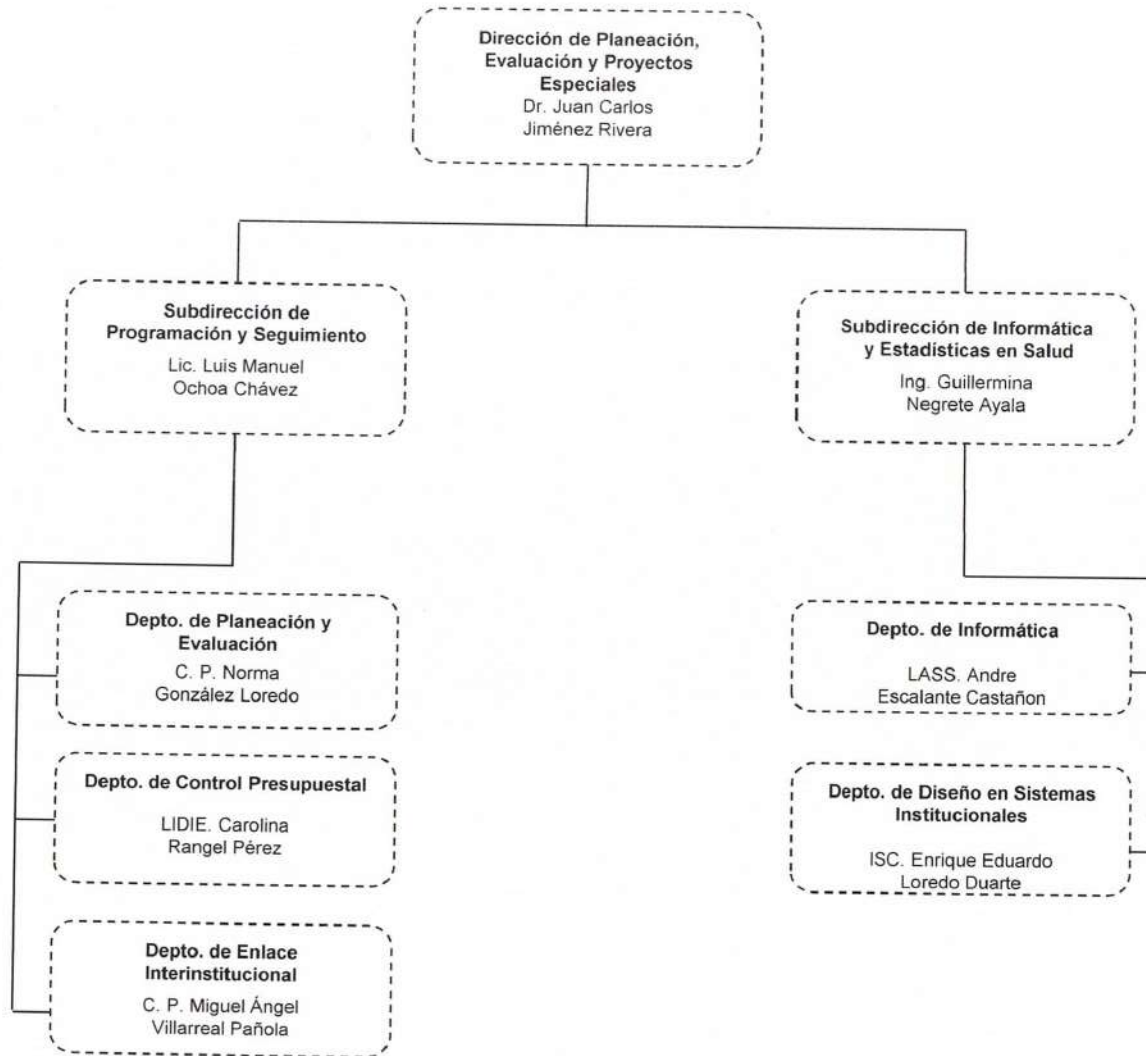 Dirección de Planeación,
Evaluación y Proyectos
Especiales
Dr. Juan Carlos
Jiménez Rivera
Subdirección de
Programación y Seguimiento
Lic. Luis Manuel
Ochoa Chávez
Subdirección de Informática
y Estadísticas en Salud
Ing. Guillermina
Negrete Ayala
Depto. de Planeación y
Evaluación
C. P. Norma
González Loredo
Depto. de Control Presupuestal
LIDIE. Carolina
Rangel Pérez
Depto. de Enlace
Interinstitucional
C. P. Miguel Ángel
Villarreal Pañola
Depto. de Informática
LASS. Andre
Escalante Castañon
Depto. de Diseño en Sistemas
Institucionales
ISC. Enrique Eduardo
Loredo Duarte